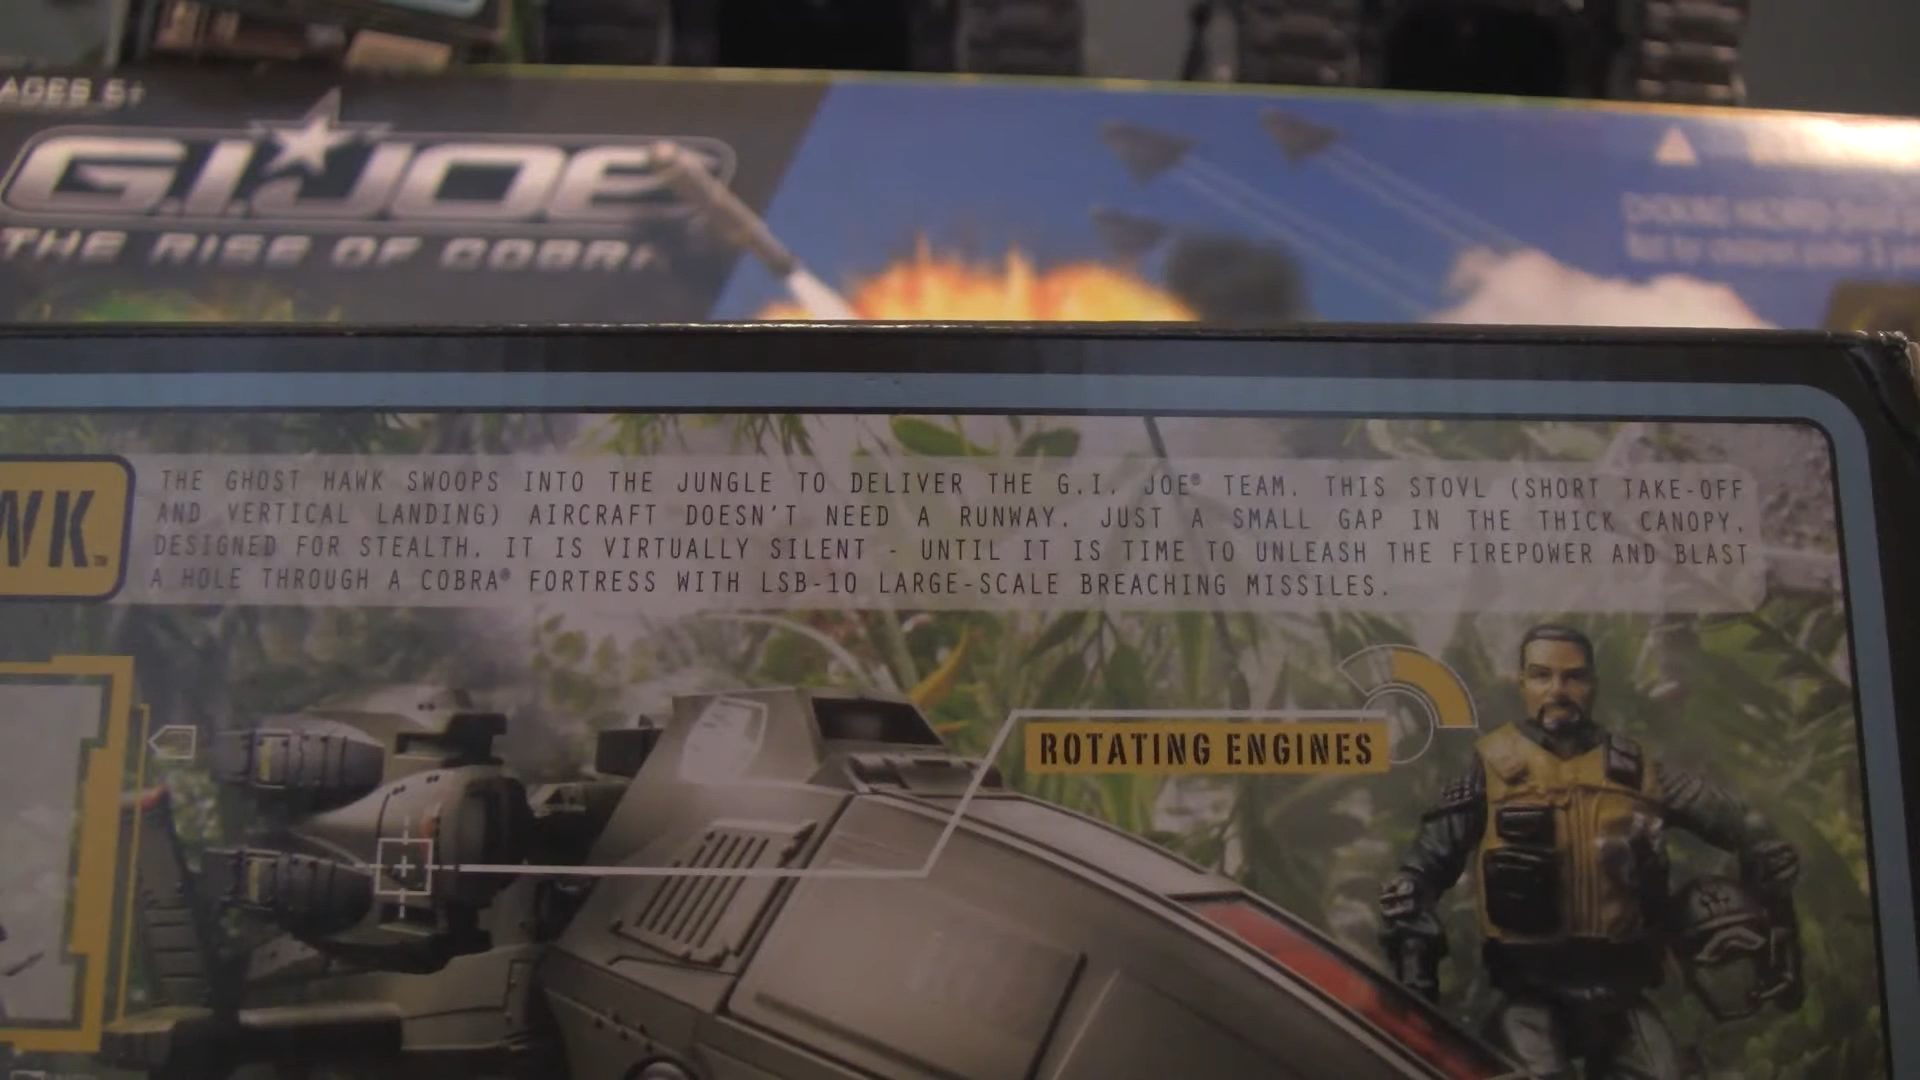 AGES 5+
G.I.JOE
THE RISE OF COBRA
WK™
THE GHOST HAWK SWOOPS INTO THE JUNGLE TO DELIVER THE G.I. JOE® TEAM. THIS STOVL (SHORT TAKE-OFF
AND VERTICAL LANDING) AIRCRAFT DOESN'T NEED A RUNWAY. JUST A SMALL GAP IN THE THICK CANOPY.
DESIGNED FOR STEALTH. IT IS VIRTUALLY SILENT - UNTIL IT IS TIME TO UNLEASH THE FIREPOWER AND BLAST
A HOLE THROUGH A COBRA® FORTRESS WITH LSB-10 LARGE-SCALE BREACHING MISSILES.
ROTATING ENGINES